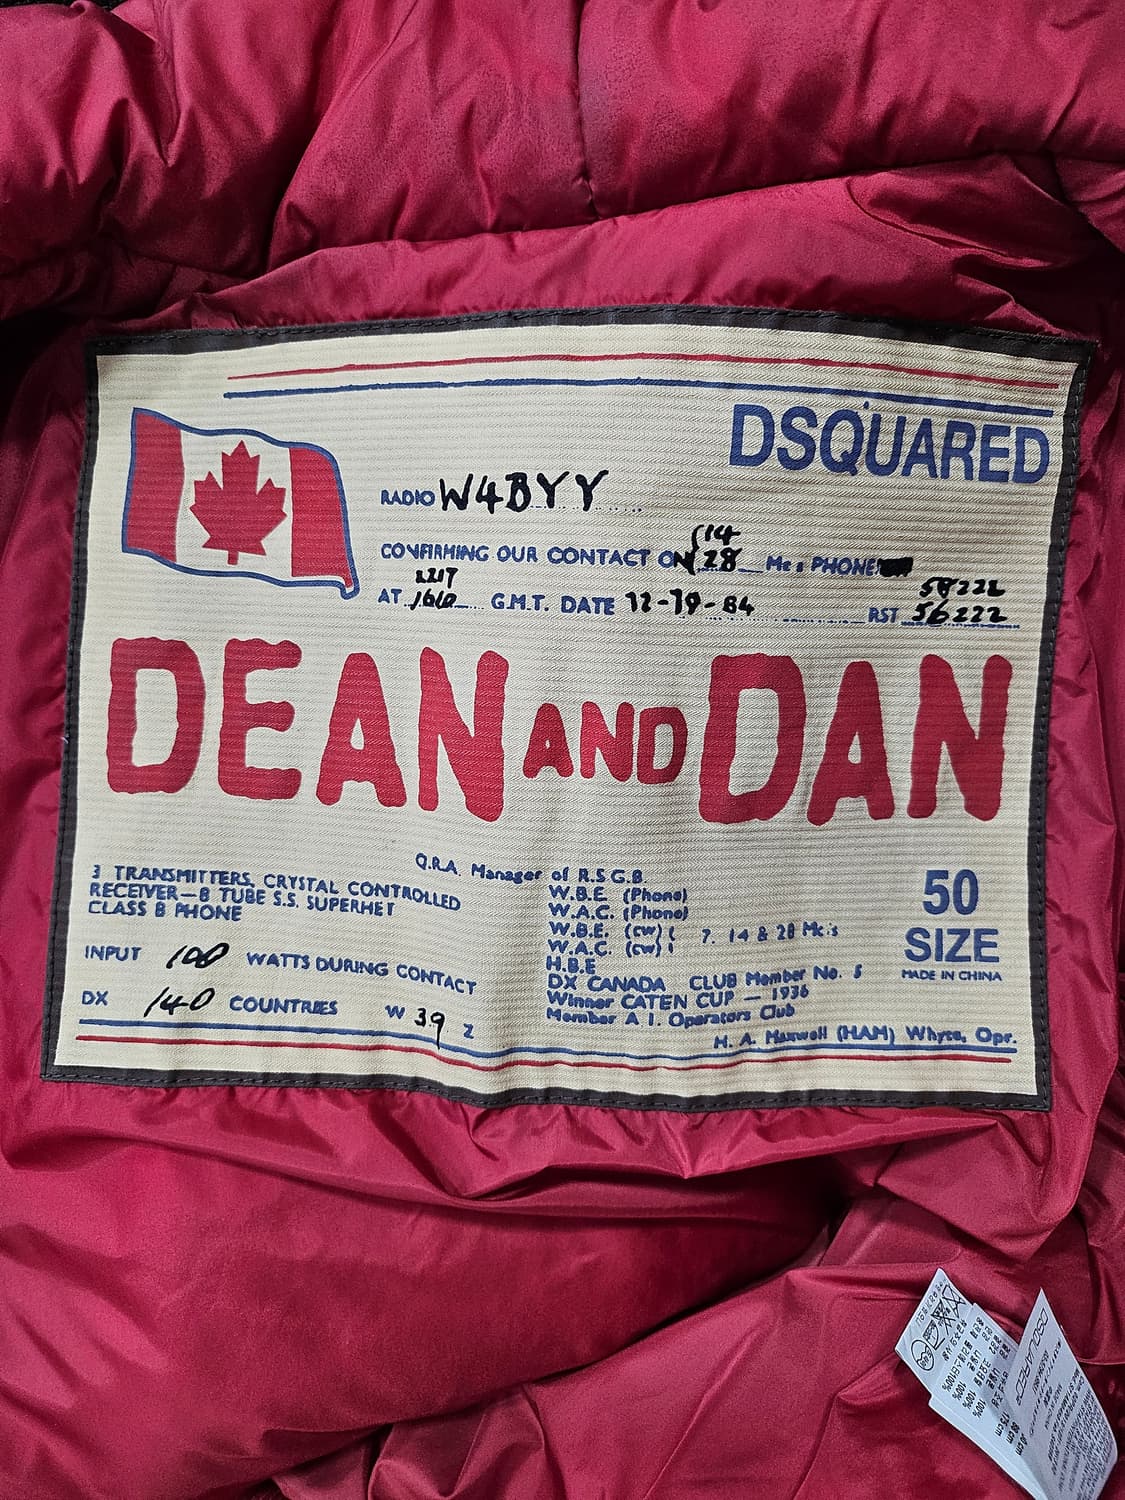 DSQUARED
RADIO W4BYY
14
CONFIRMING OUR CONTACT ON 28 Mc, PHONE
2217 58222
AT 1610 G.M.T. DATE 12-19-84 RST 56222
DEAN AND DAN
3 TRANSMITTERS, CRYSTAL CONTROLLED
RECEIVER—8 TUBE S.S. SUPERHET
CLASS B PHONE
INPUT 100 WATTS DURING CONTACT
DX 140 COUNTRIES W 39 Z
Q.R.A. Manager of R.S.G.B.
W.B.E (Phone)
W.A.C. (Phone)
W.B.E. (cw) ( 7. 14 & 28 Mc.s
W.A.C. (cw)
H.B.E
DX CANADA CLUB Member No. 5
Winner CATEN CUP — 1936
Member A 1. Operators Club
H. A. Maxwell (HAM) Whyte, Opr.
50
SIZE
MADE IN CHINA
DSQUARED2